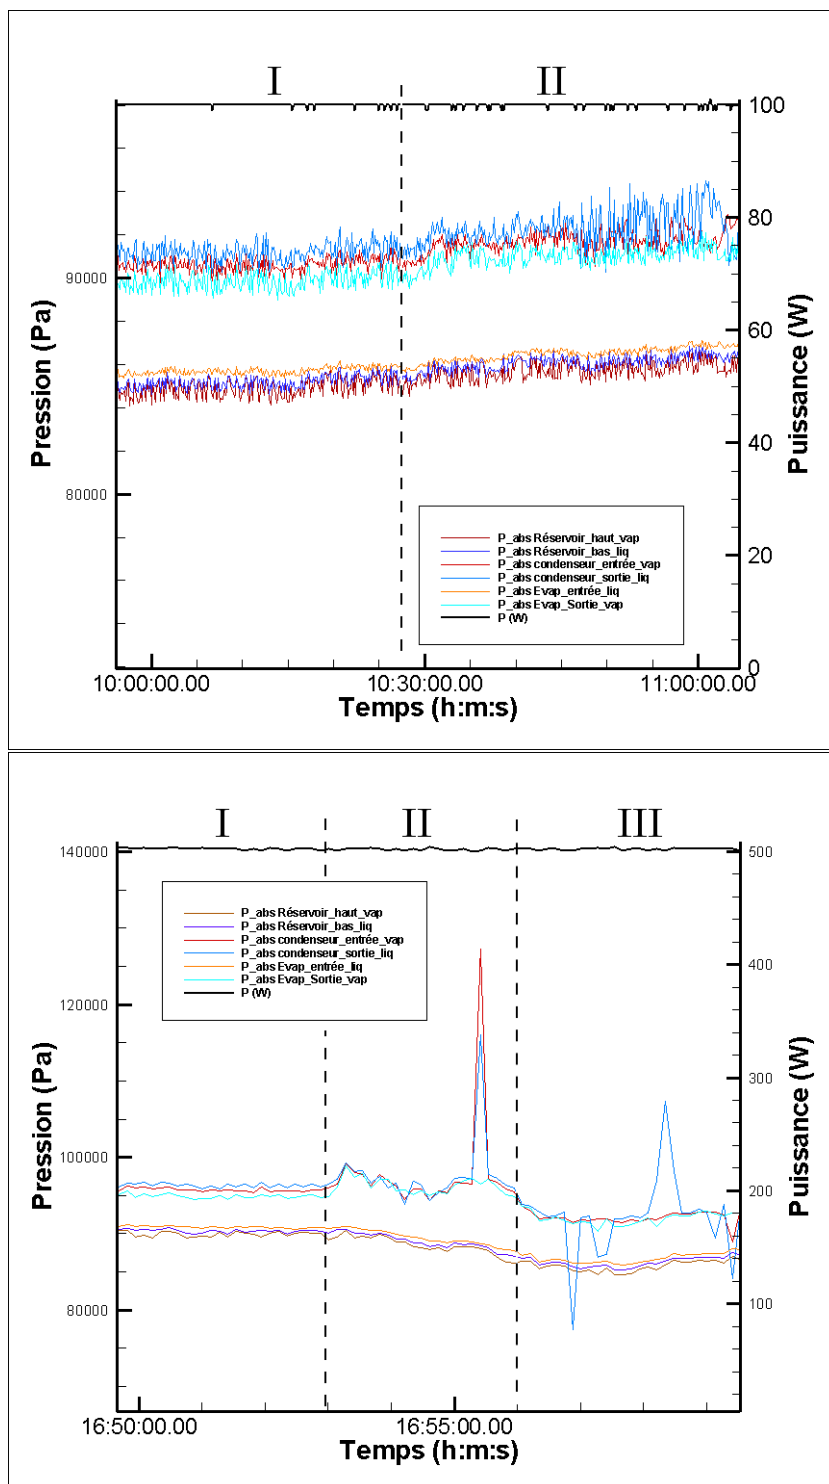 I II
100
80
60
40
20
0
90000
80000
Pression (Pa)
Puissance (W)
P_abs Réservoir_haut_vap
P_abs Réservoir_bas_liq
P_abs condenseur_entrée_vap
P_abs condenseur_sortie_liq
P_abs Evap_entrée_liq
P_abs Evap_Sortie_vap
P (W)
10:00:00.00 10:30:00.00 11:00:00.00
Temps (h:m:s)
I II III
140000
120000
100000
80000
Pression (Pa)
500
400
300
200
100
Puissance (W)
P_abs Réservoir_haut_vap
P_abs Réservoir_bas_liq
P_abs condenseur_entrée_vap
P_abs condenseur_sortie_liq
P_abs Evap_entrée_liq
P_abs Evap_Sortie_vap
P (W)
16:50:00.00 16:55:00.00
Temps (h:m:s)